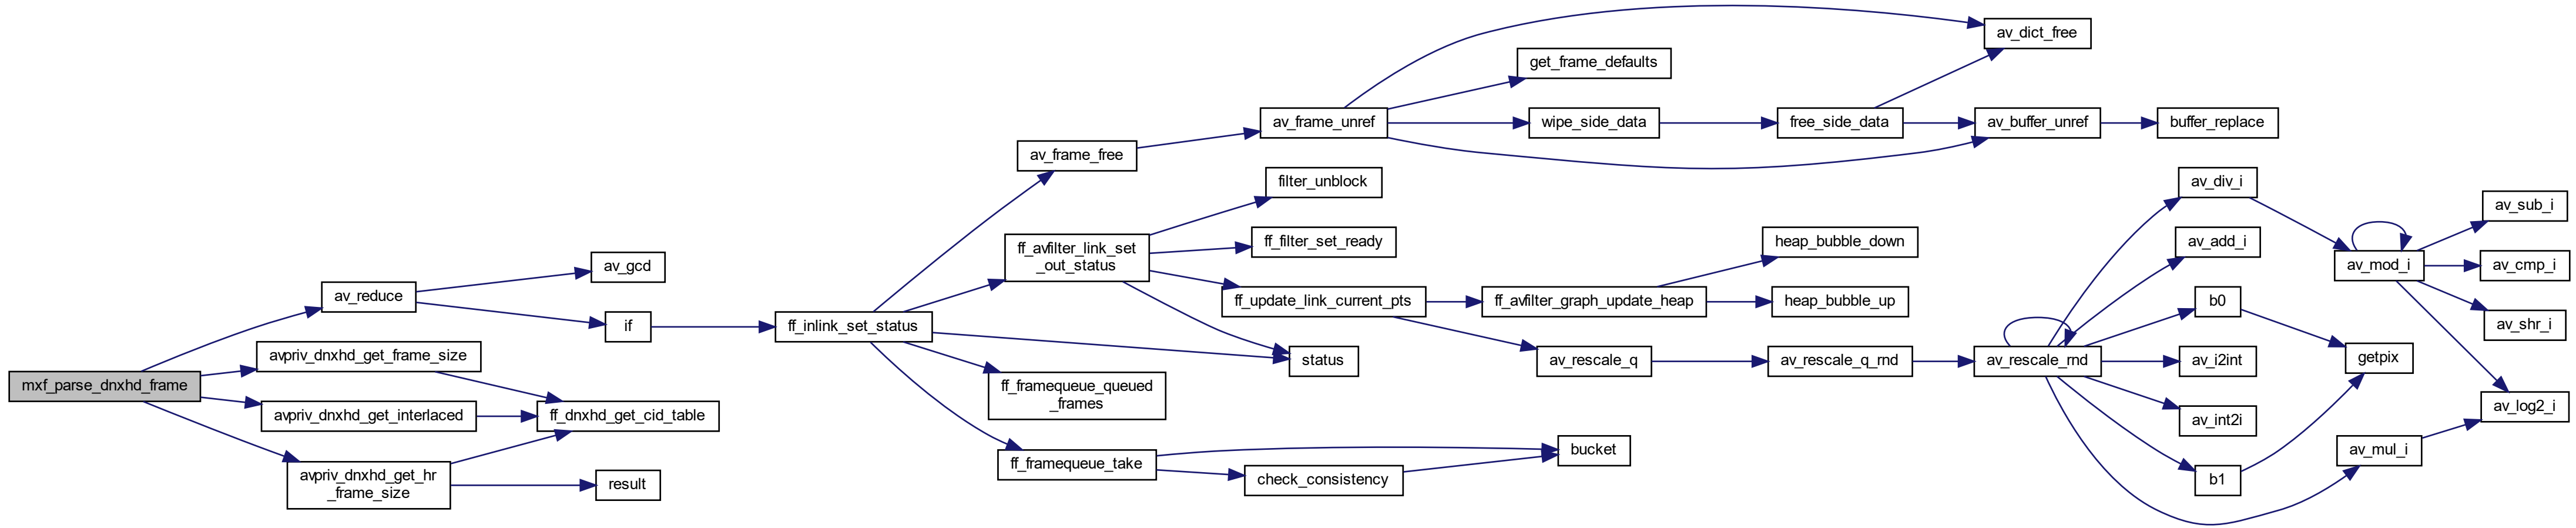 mxf_parse_dnxhd_frame
av_reduce
avpriv_dnxhd_get_frame_size
avpriv_dnxhd_get_interlaced
avpriv_dnxhd_get_hr
_frame_size
av_gcd
if
ff_dnxhd_get_cid_table
result
ff_inlink_set_status
av_frame_free
ff_avfilter_link_set
_out_status
ff_framequeue_queued
_frames
ff_framequeue_take
av_frame_unref
filter_unblock
ff_filter_set_ready
ff_update_link_current_pts
status
check_consistency
get_frame_defaults
wipe_side_data
ff_avfilter_graph_update_heap
av_rescale_q
bucket
free_side_data
heap_bubble_down
heap_bubble_up
av_rescale_q_rnd
av_dict_free
av_buffer_unref
av_rescale_rnd
buffer_replace
av_div_i
av_add_i
b0
av_i2int
av_int2i
b1
av_mod_i
getpix
av_mul_i
av_sub_i
av_cmp_i
av_shr_i
av_log2_i